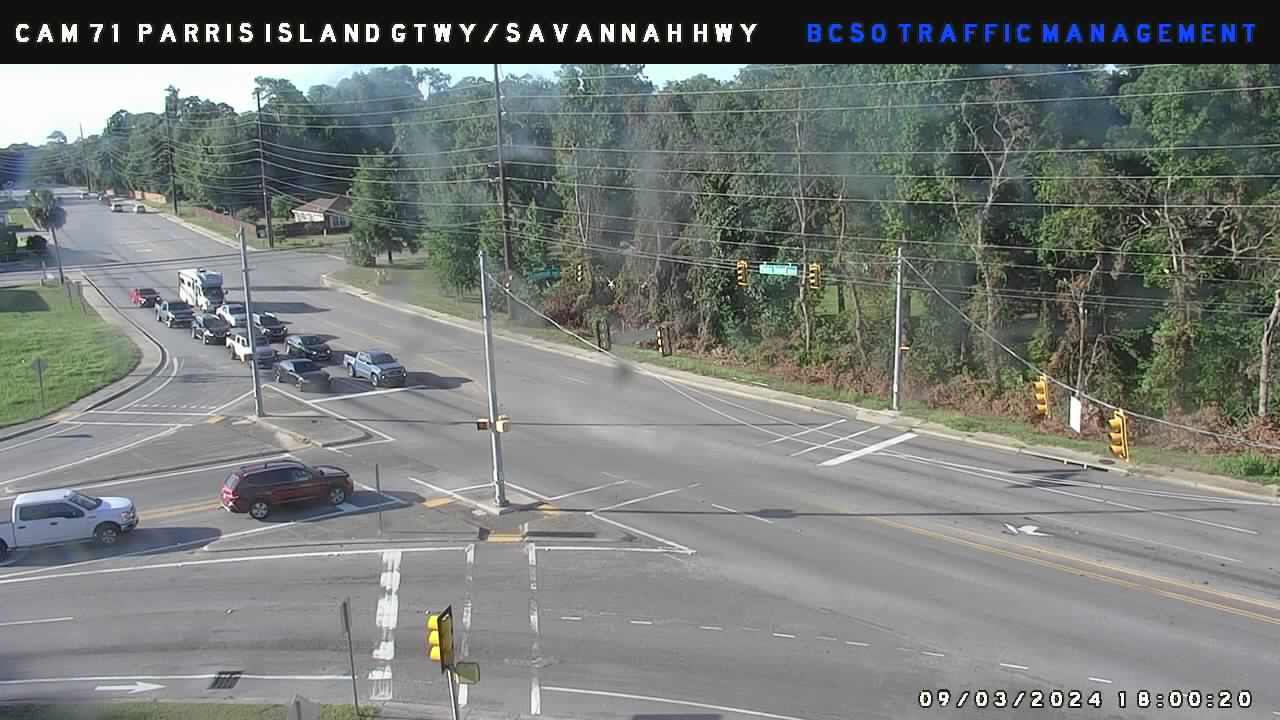 CAM 71 PARRIS ISLAND GTWY/SAVANNAH HWY BCSO TRAFFIC MANAGEMENT
09/03/2024 18:00:20